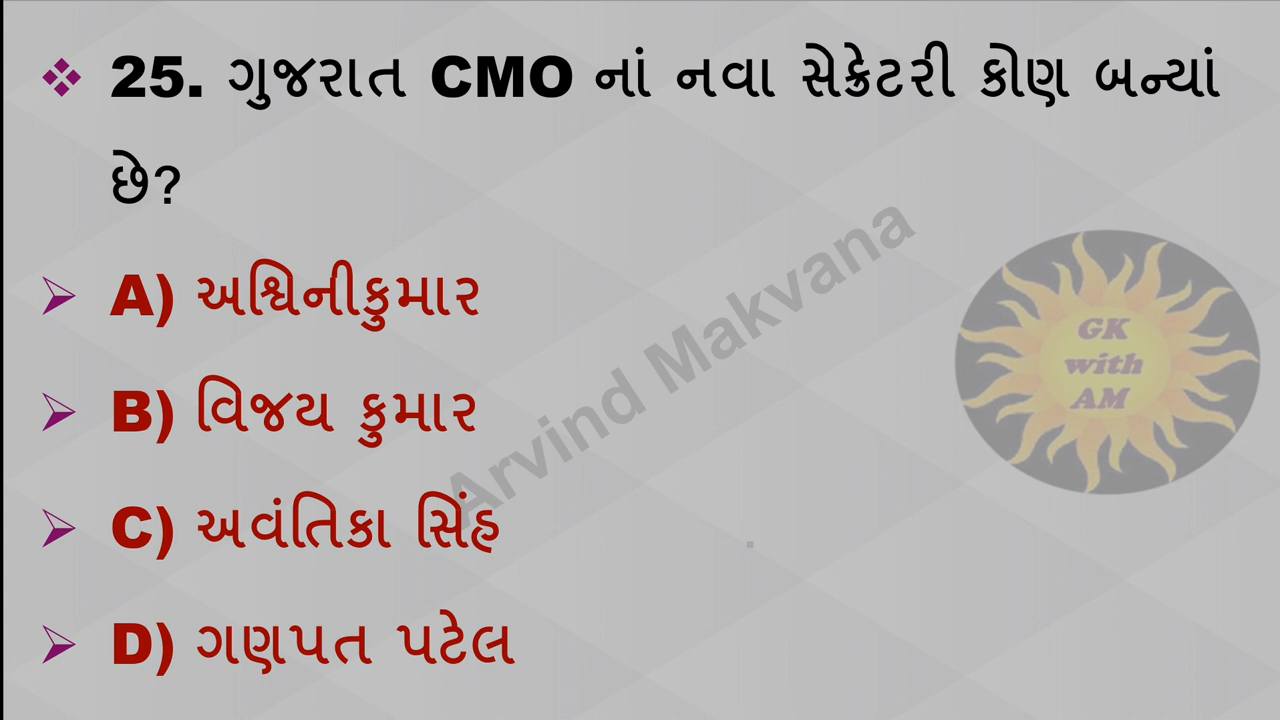 25. ગુજરાત CMO નાં નવા સેક્રેટરી કોણ બન્યાં
છે?
A) અશ્વિનીકુમાર
B) વિજય કુમાર
C) અવંતિકા સિંહ
D) ગણપત પટેલ
Arvind Makvana
GK
with
AM